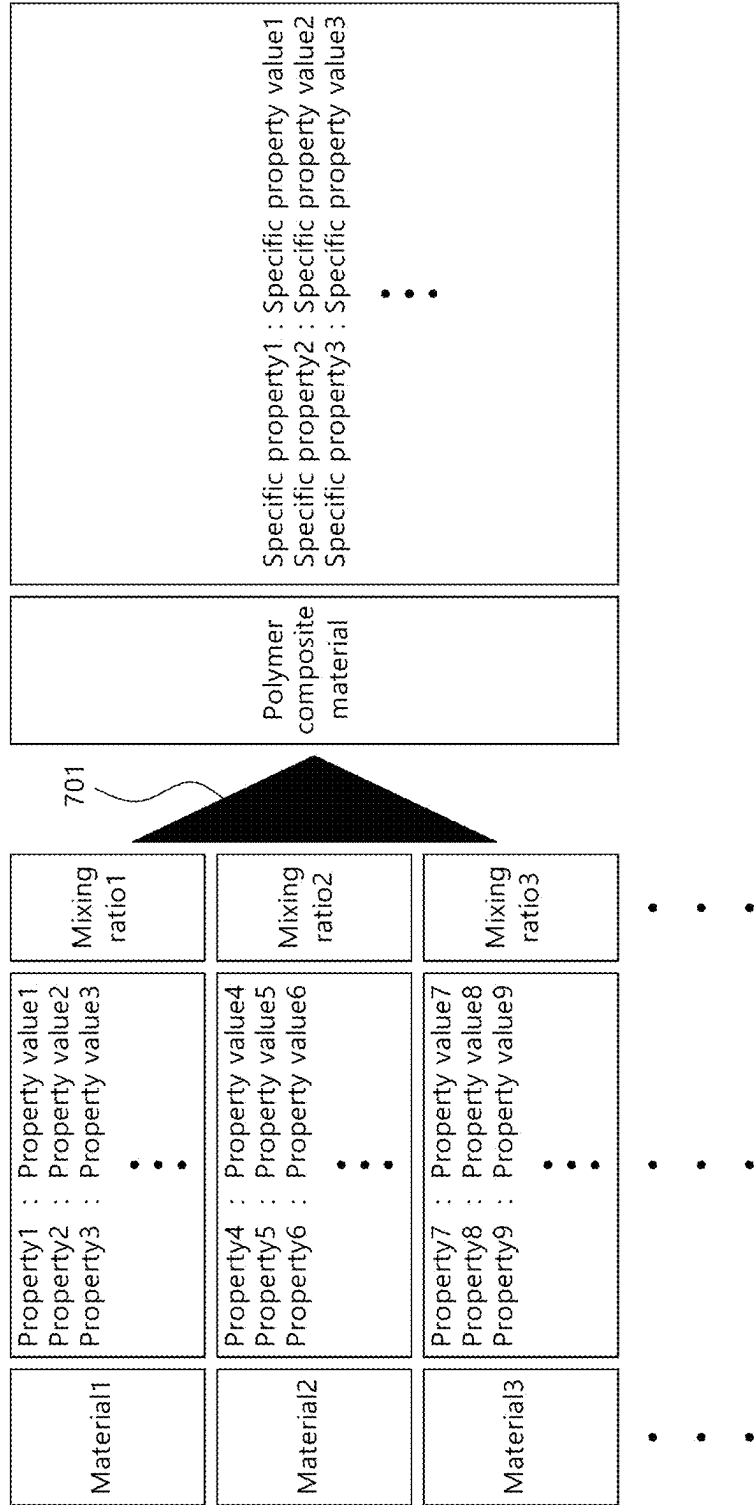 Material1
Property1 : Property value1
Property2 : Property value2
Property3 : Property value3
Mixing
ratio1
Material2
Property4 : Property value4
Property5 : Property value5
Property6 : Property value6
Mixing
ratio2
Material3
Property7 : Property value7
Property8 : Property value8
Property9 : Property value9
Mixing
ratio3
701
Polymer
composite
material
Specific property1 : Specific property value1
Specific property2 : Specific property value2
Specific property3 : Specific property value3